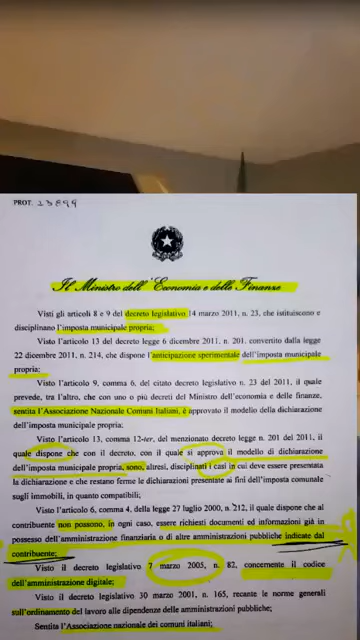 PROT. 23899
Il Ministro dell'Economia e delle Finanze
Visti gli articoli 8 e 9 del decreto legislativo 14 marzo 2011, n. 23, che istituiscono e
disciplinano l'imposta municipale propria;
Visto l'articolo 13 del decreto legge 6 dicembre 2011, n. 201, convertito dalla legge
22 dicembre 2011, n. 214, che dispone l'anticipazione sperimentale dell'imposta municipale
propria;
Visto l'articolo 9, comma 6, del citato decreto legislativo n. 23 del 2011, il quale
prevede, tra l'altro, che con uno o più decreti del Ministro dell'economia e delle finanze,
sentita l'Associazione Nazionale Comuni Italiani, è approvato il modello della dichiarazione
dell'imposta municipale propria;
Visto l'articolo 13, comma 12-ter, del menzionato decreto legge n. 201 del 2011, il
quale dispone che con il decreto, con il quale si approva il modello di dichiarazione
dell'imposta municipale propria, sono, altresì, disciplinati i casi in cui deve essere presentata
la dichiarazione e che restano ferme le dichiarazioni presentate ai fini dell'imposta comunale
sugli immobili, in quanto compatibili;
Visto l'articolo 6, comma 4, della legge 27 luglio 2000, n. 212, il quale dispone che al
contribuente non possono, in ogni caso, essere richiesti documenti ed informazioni già in
possesso dell'amministrazione finanziaria o di altre amministrazioni pubbliche indicate dal
contribuente;
Visto il decreto legislativo 7 marzo 2005, n. 82, concernente il codice
dell'amministrazione digitale;
Visto il decreto legislativo 30 marzo 2001, n. 165, recante le norme generali
sull'ordinamento del lavoro alle dipendenze delle amministrazioni pubbliche;
Sentita l'Associazione nazionale dei comuni italiani;